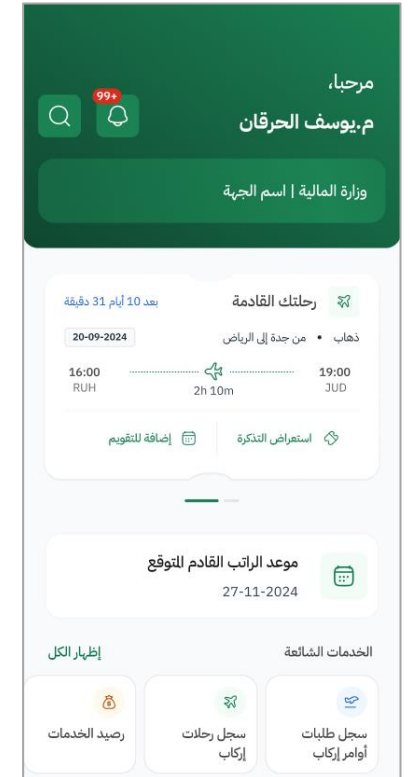 مرحبا،
م.يوسف الحرقان
99+
وزارة المالية | اسم الجهة
رحلتك القادمة
بعد 10 أيام 31 دقيقة
ذهاب • من جدة إلى الرياض
20-09-2024
19:00
16:00
JUD
2h 10m
RUH
استعراض التذكرة
إضافة للتقويم
موعد الراتب القادم المتوقع
27-11-2024
الخدمات الشائعة
إظهار الكل
سجل طلبات
أوامر إركاب
سجل رحلات
إركاب
رصيد الخدمات